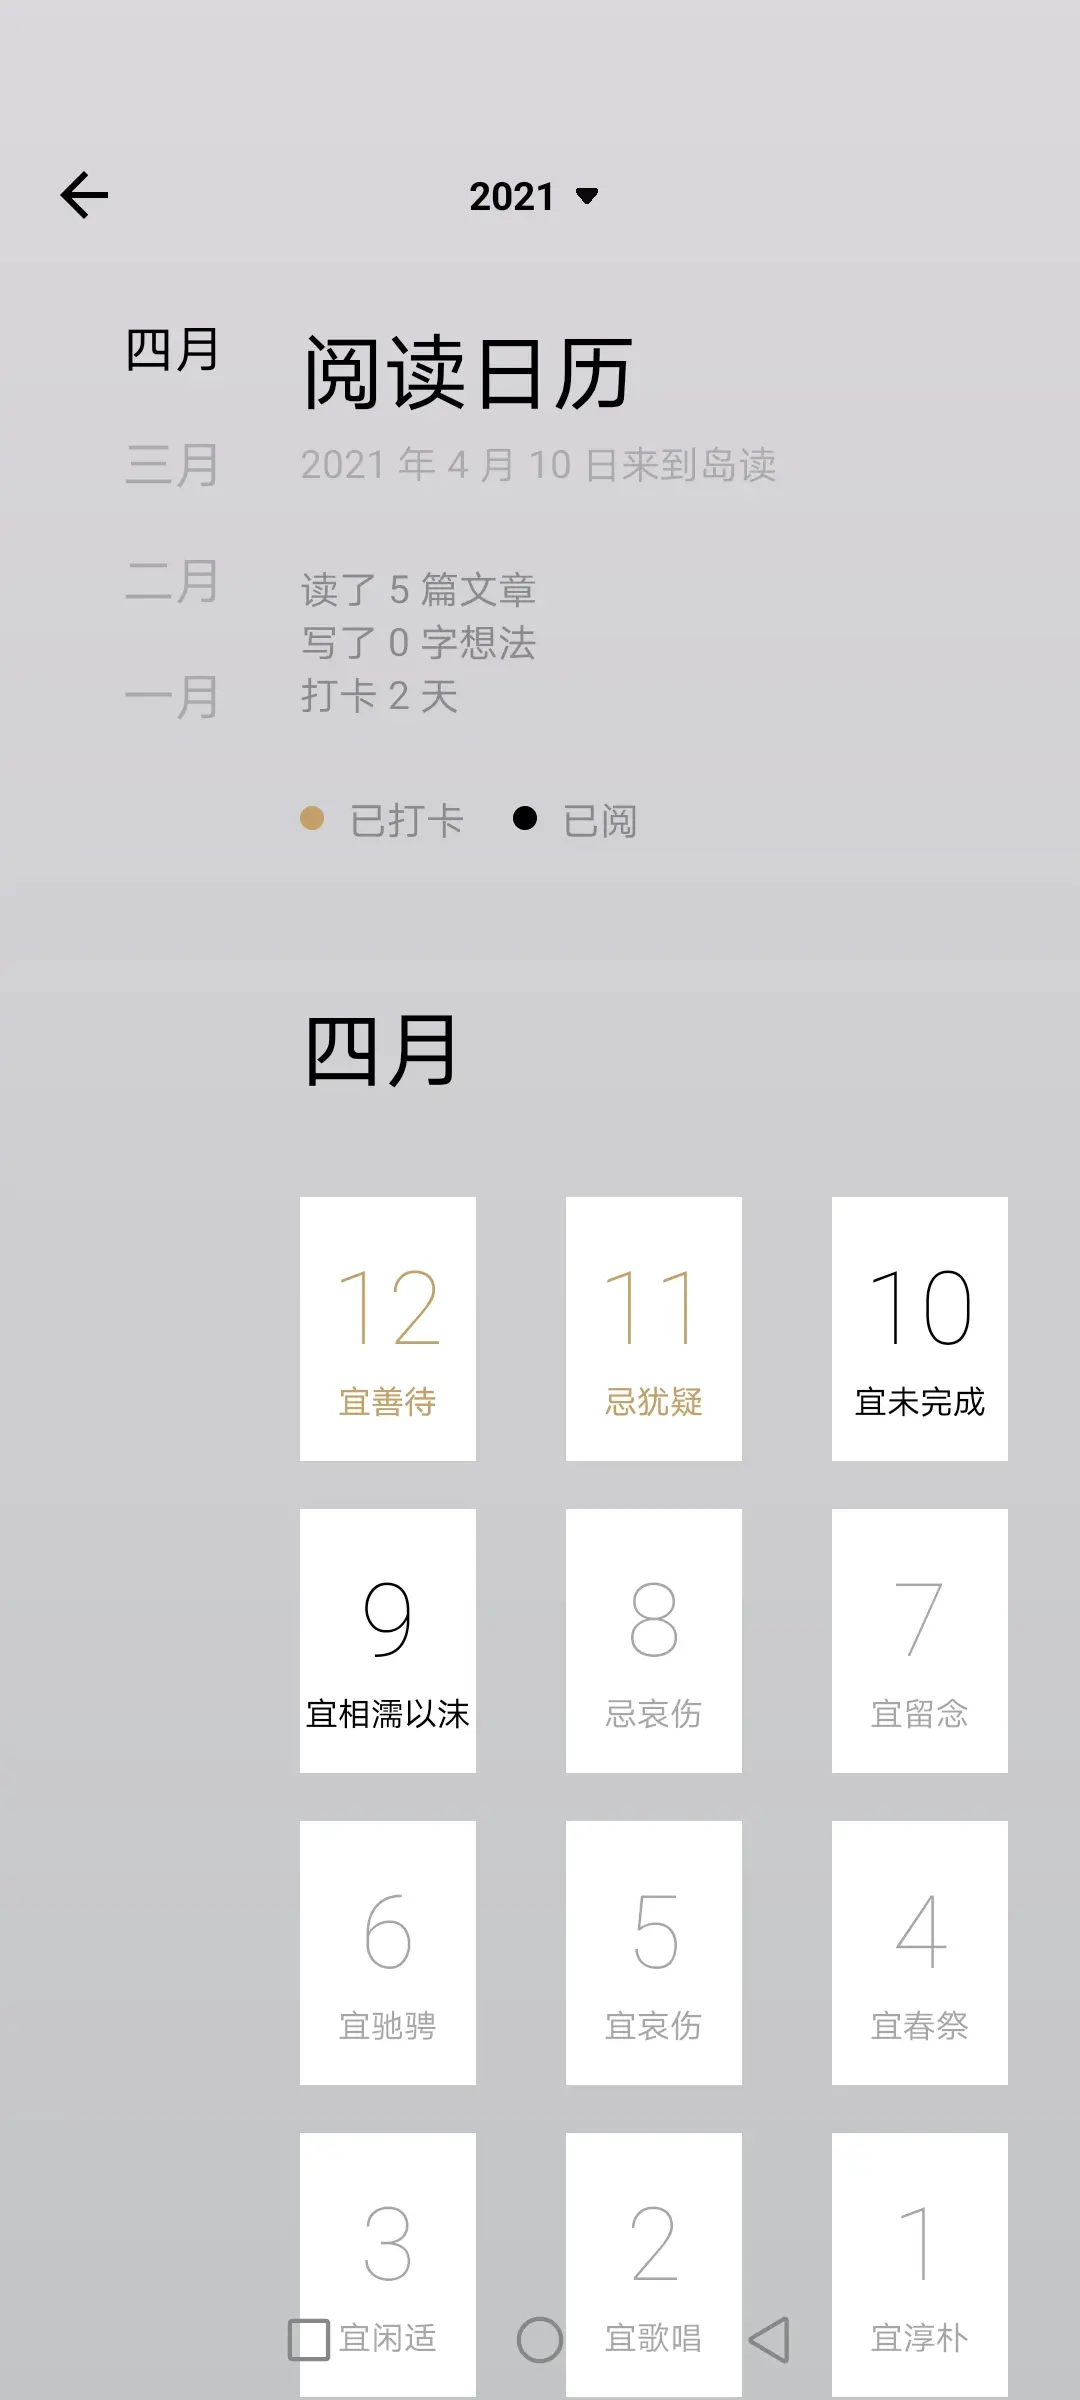 2021
四月
三月
二月
一月
阅读日历
2021 年 4 月 10 日来到岛读
读了 5 篇文章
写了 0 字想法
打卡 2 天
已打卡
已阅
四月
12
宜善待
11
忌犹疑
10
宜未完成
9
宜相濡以沫
8
忌哀伤
7
宜留念
6
宜驰骋
5
宜哀伤
4
宜春祭
3
宜闲适
2
宜歌唱
1
宜淳朴